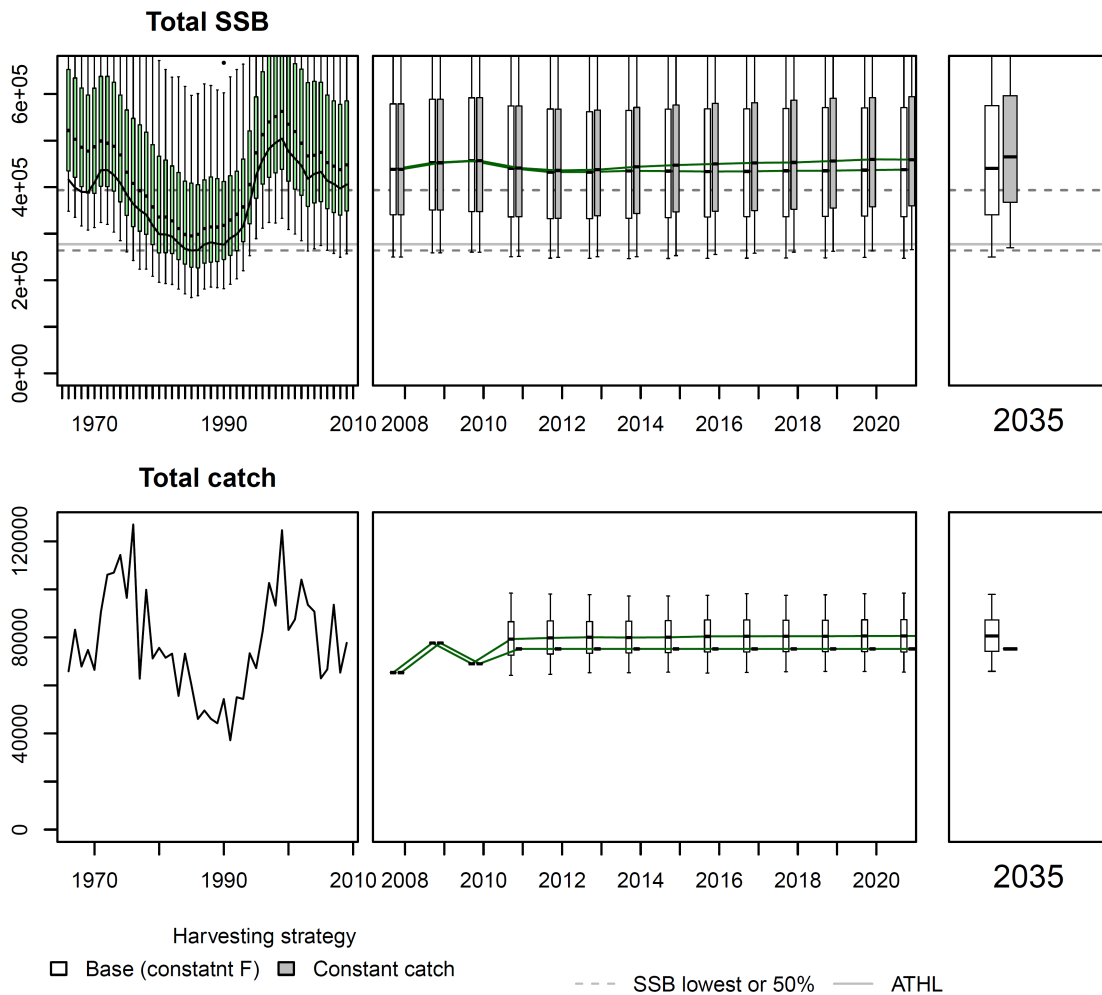 Total SSB
6e+05
4e+05
2e+05
0e+00
1970 1990 2010 2008 2010 2012 2014 2016 2018 2020 2035
Total catch
120000
80000
40000
0
1970 1990 2010 2008 2010 2012 2014 2016 2018 2020 2035
Harvesting strategy
Base (constatnt F) Constant catch
SSB lowest or 50% ATHL